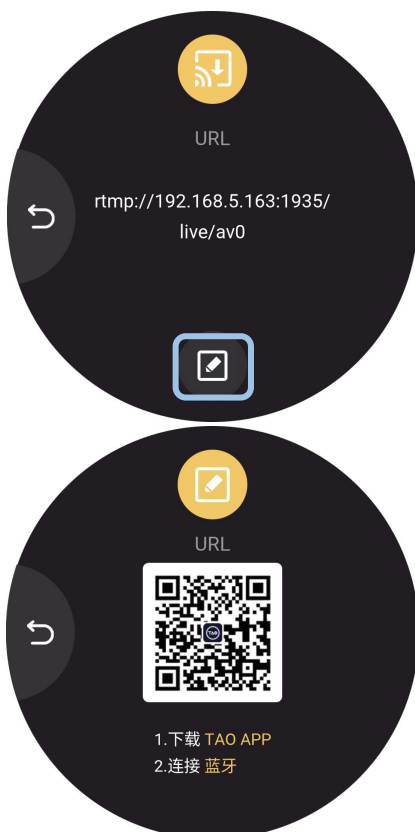 URL
rtmp://192.168.5.163:1935/
live/av0
URL
TAO
1.下载 TAO APP
2.连接 蓝牙